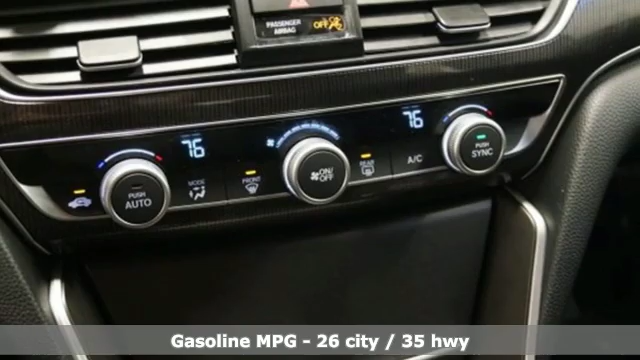 PASSENGER
AIRBAG
OFF
76
76
PUSH
AUTO
MODE
FRONT
ON/
OFF
REAR
A/C
PUSH
SYNC
Gasoline MPG - 26 city / 35 hwy